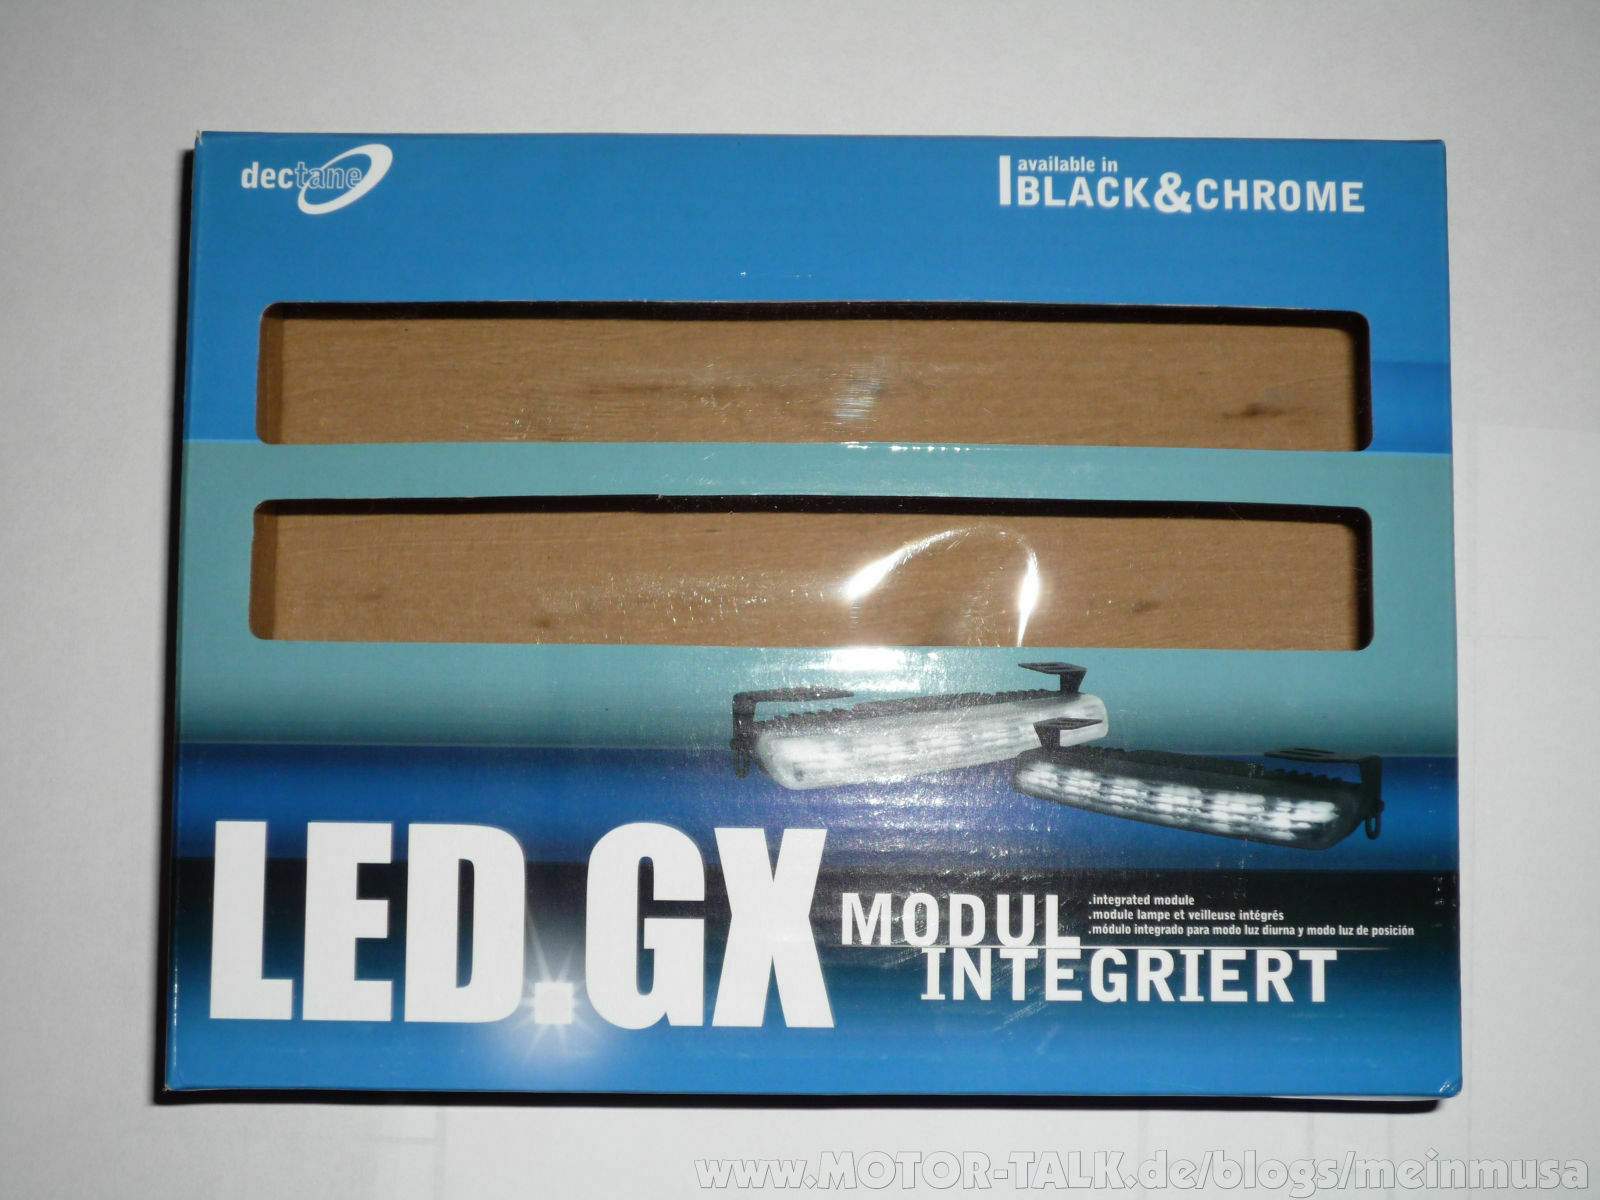 dectane
available in
BLACK&CHROME
LED.GX
MODUL
INTEGRIERT
.integrated module
.module lampe et veilleuse intégrés
.módulo integrado para modo luz diurna y modo luz de posición
www.MOTOR-TALK.de/blogs/meinmusa